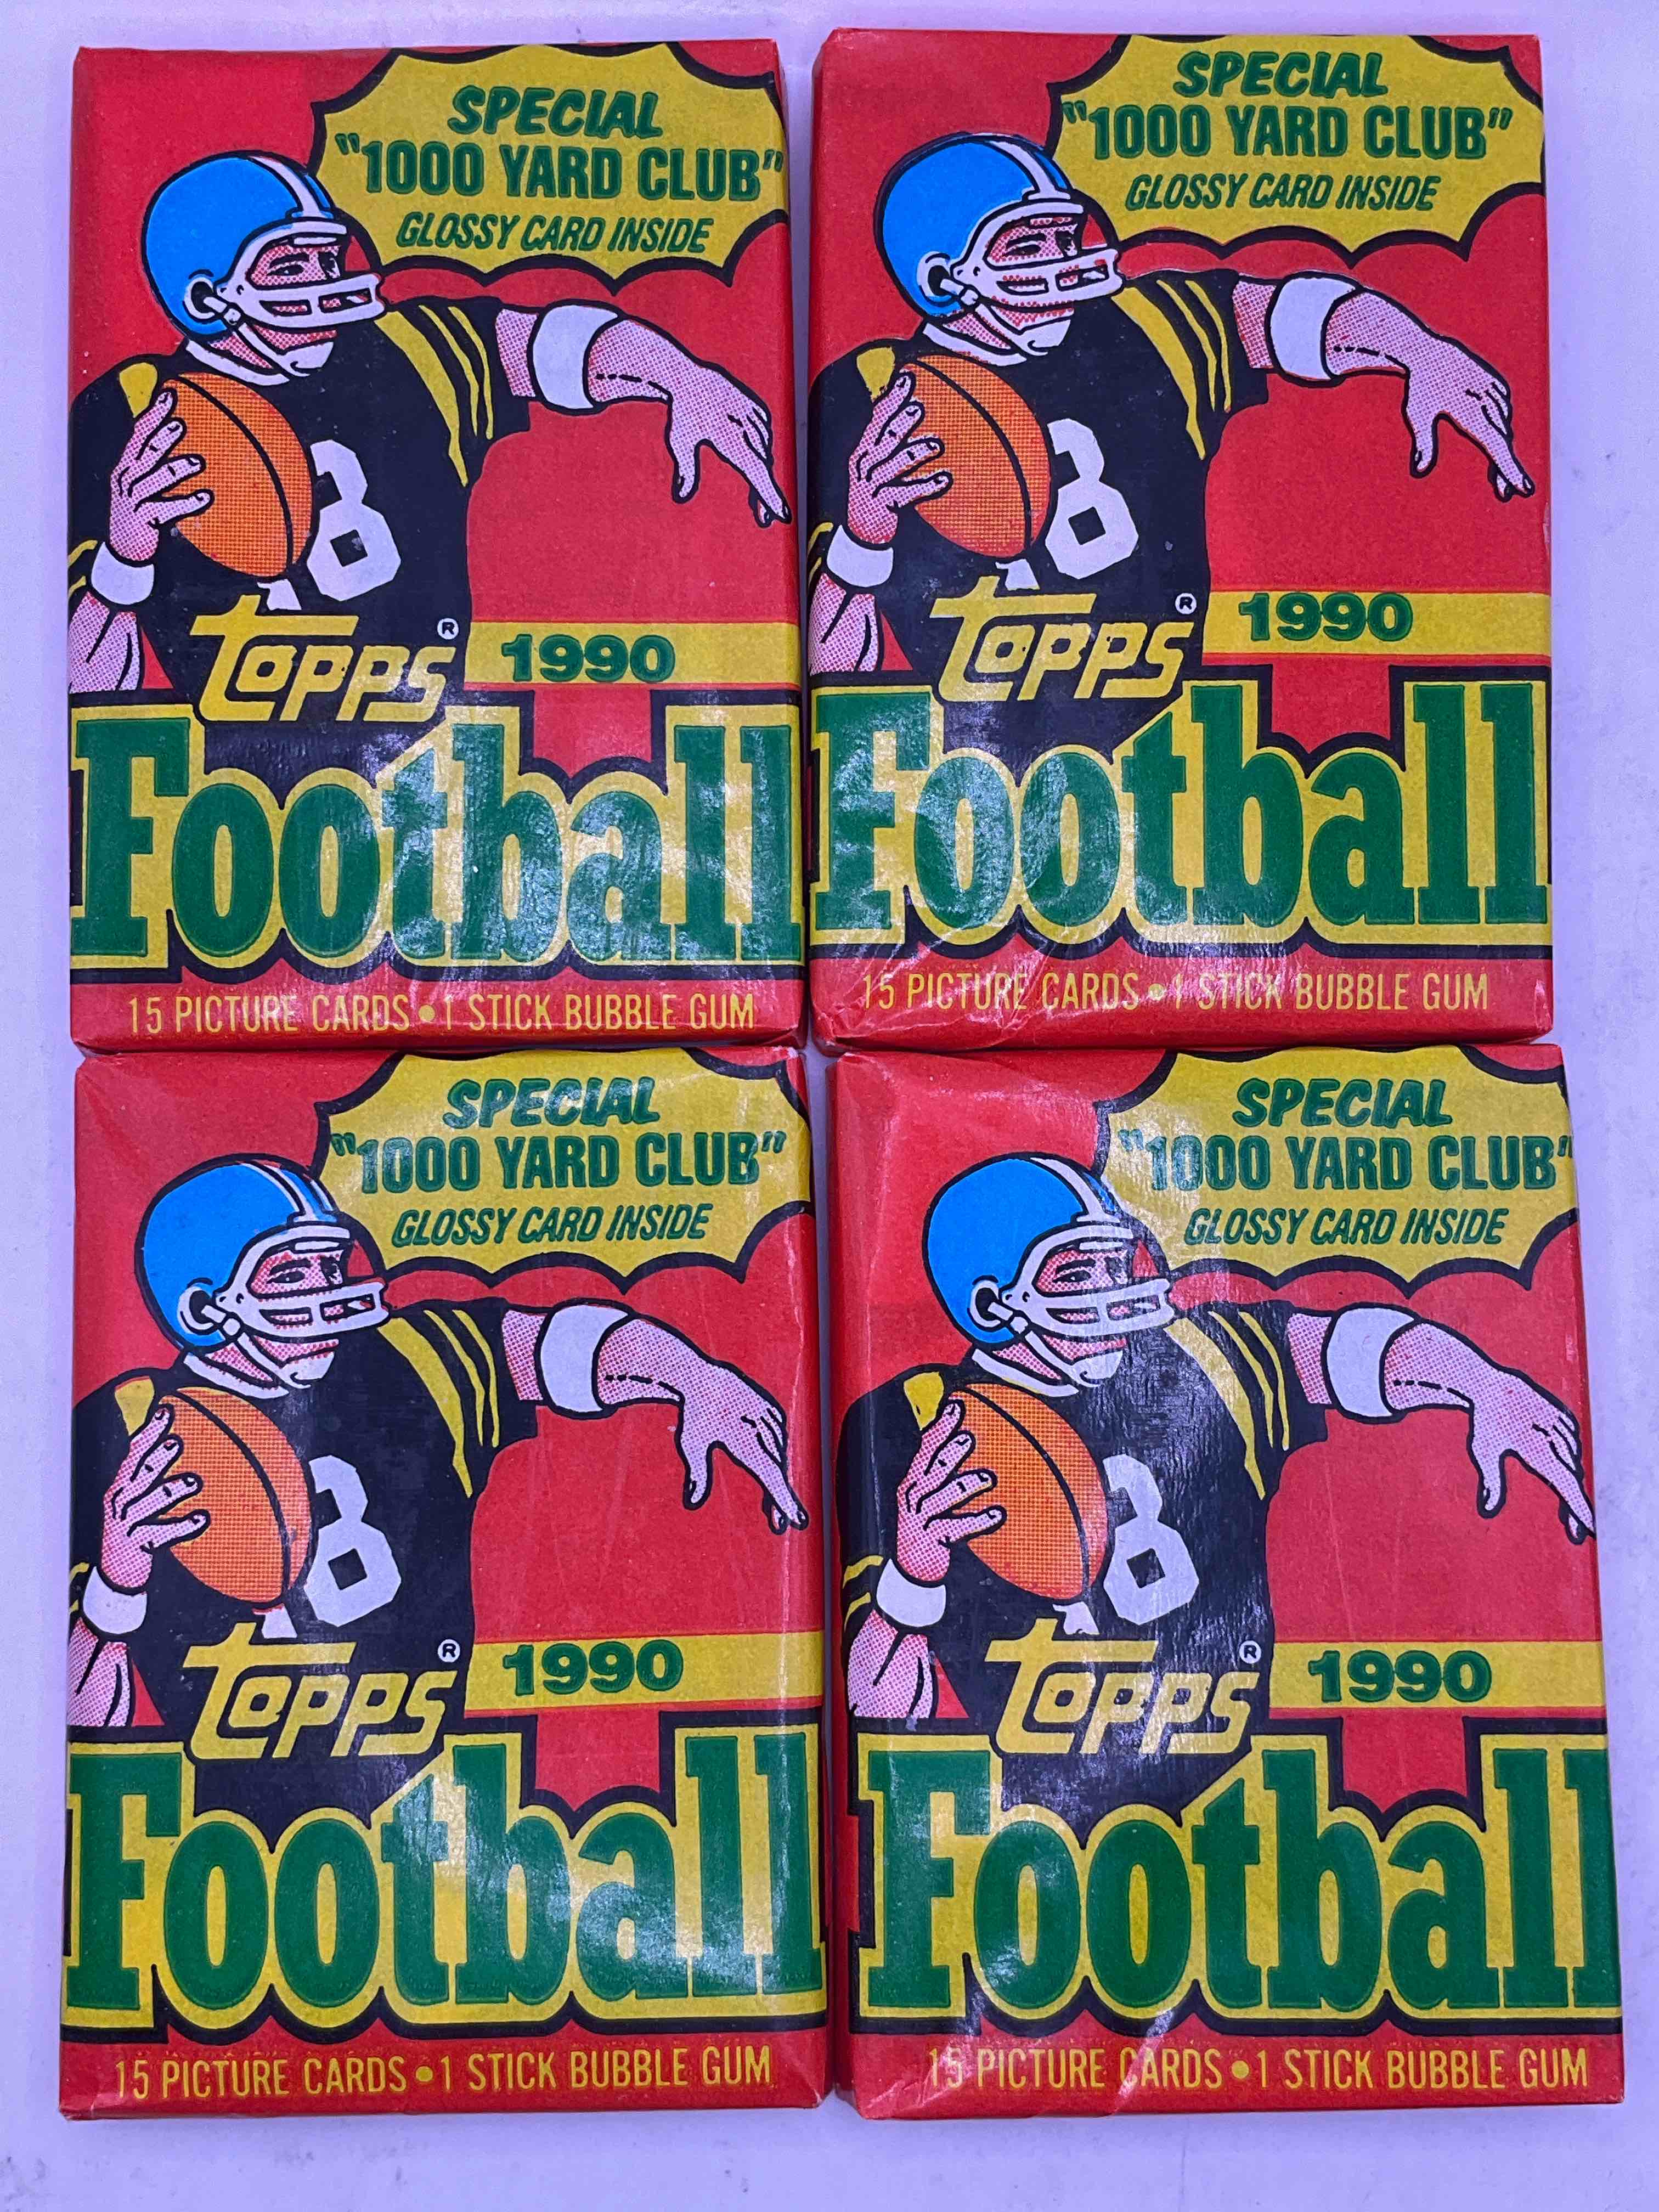 SPECIAL
"1000 YARD CLUB"
GLOSSY CARD INSIDE
8
Topps®
1990
Football
15 PICTURE CARDS • 1 STICK BUBBLE GUM
SPECIAL
"1000 YARD CLUB"
GLOSSY CARD INSIDE
8
Topps®
1990
Football
15 PICTURE CARDS • 1 STICK BUBBLE GUM
SPECIAL
"1000 YARD CLUB"
GLOSSY CARD INSIDE
8
Topps®
1990
Football
15 PICTURE CARDS • 1 STICK BUBBLE GUM
SPECIAL
"1000 YARD CLUB"
GLOSSY CARD INSIDE
8
Topps®
1990
Football
15 PICTURE CARDS • 1 STICK BUBBLE GUM